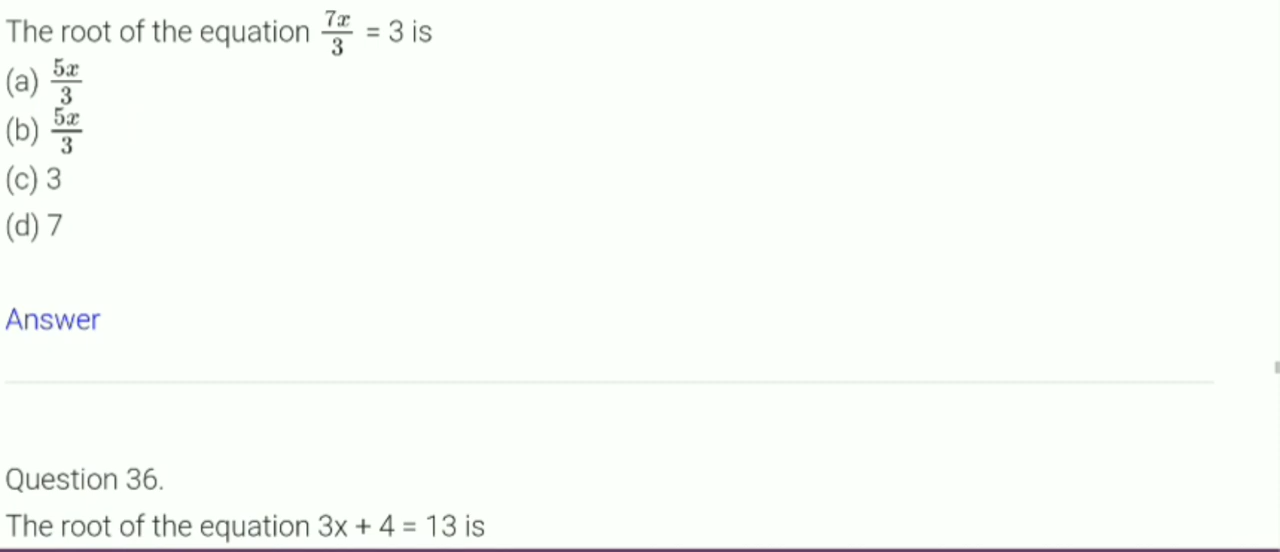 The root of the equation 7x/3 = 3 is
(a) 5x/3
(b) 5x/3
(c) 3
(d) 7
Answer
Question 36.
The root of the equation 3x + 4 = 13 is